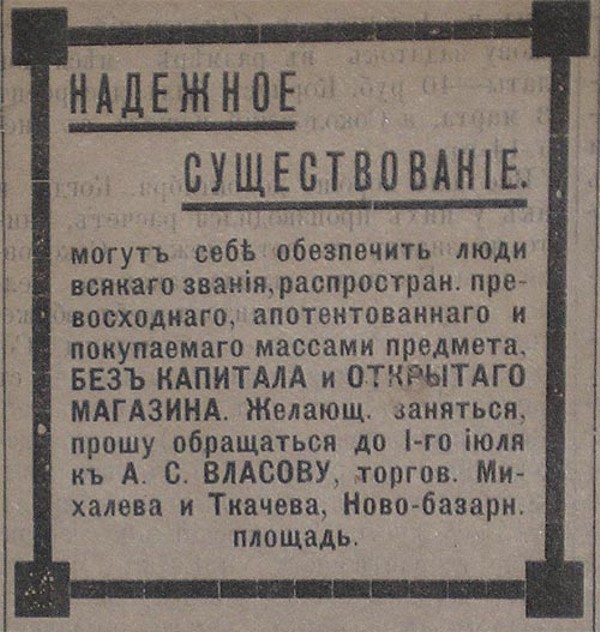 НАДЕЖНОЕ
СУЩЕСТВОВАНІЕ.
могутъ себѣ обезпечить люди
всякаго званія, распростран. пре-
восходнаго, апотентованнаго и
покупаемаго массами предмета,
БЕЗЪ КАПИТАЛА и ОТКРЫТАГО
МАГАЗИНА. Желающ. заняться,
прошу обращаться до 1-го іюля
къ А. С. ВЛАСОВУ, торгов. Ми-
халева и Ткачева, Ново-базарн.
площадь.